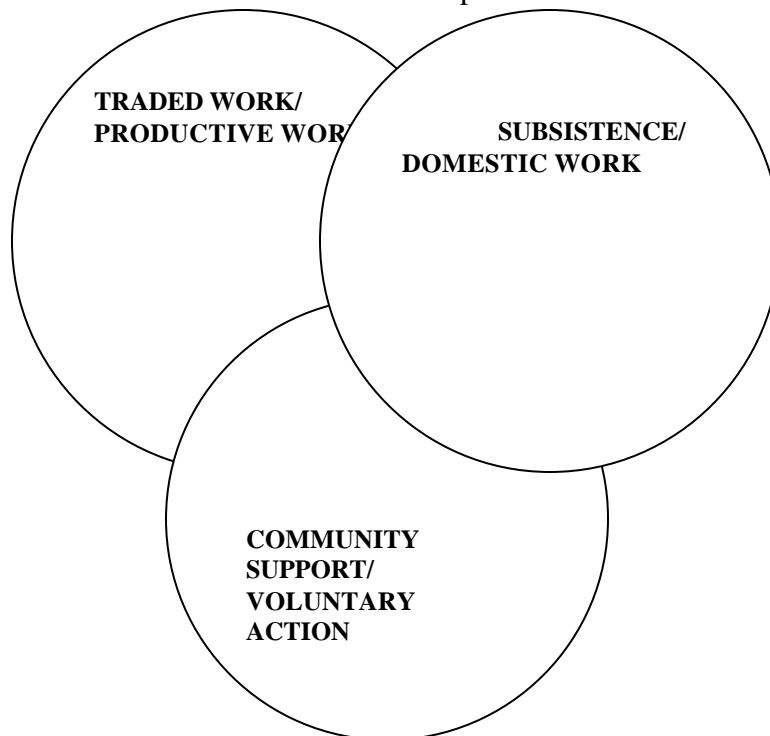 TRADED WORK/
PRODUCTIVE WOR
SUBSISTENCE/
DOMESTIC WORK
COMMUNITY
SUPPORT/
VOLUNTARY
ACTION